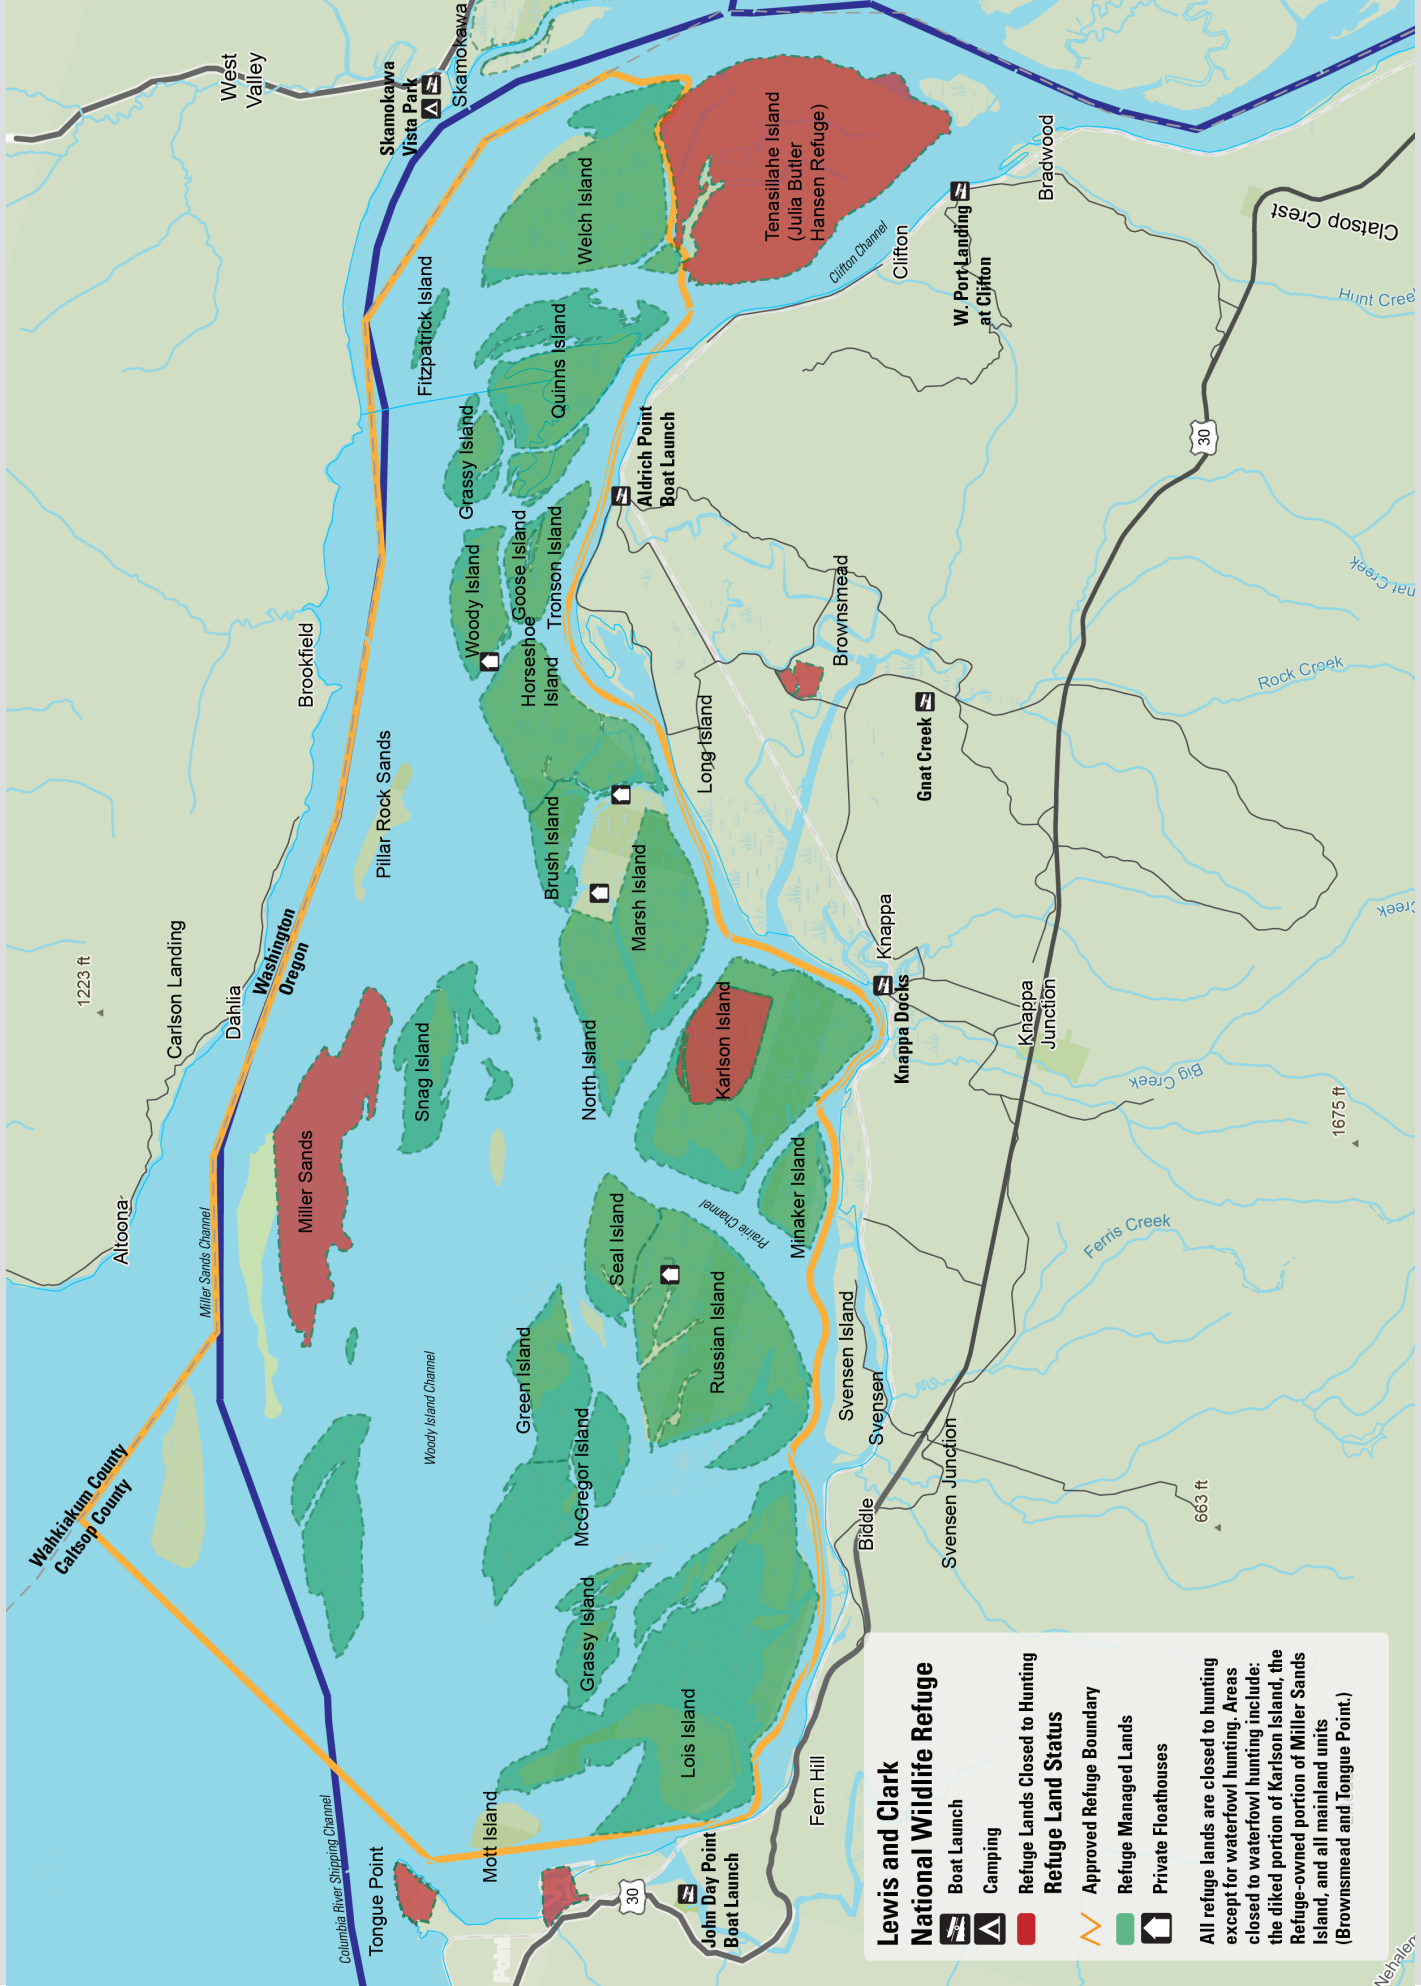 West
Valley
Skamokawa
Vista Park
Skamokawa
Welch Island
Tenasillahe Island
(Julia Butler
Hansen Refuge)
Clifton Channel
Clifton
W. Port Landing
at Clifton
Bradwood
Clatsop Crest
Hunt Cree
30
Fitzpatrick Island
Quinns Island
Grassy Island
Aldrich Point
Boat Launch
Woody Island
Goose Island
Tronson Island
Horseshoe
Island
Brookfield
Pillar Rock Sands
Long Island
Brownsmead
Gnat Creek
nat Creek
Rock Creek
Creek
Brush Island
Marsh Island
North Island
Karlson Island
Knappa
Knappa Docks
Knappa
Junction
Big Creek
1675 ft
Ferris Creek
1223 ft
Carlson Landing
Dahlia
Washington
Oregon
Altoona
Miller Sands Channel
Miller Sands
Snag Island
Seal Island
Prairie Channel
Minaker Island
Russian Island
Svensen Island
Svensen
Svensen Junction
663 ft
Biddle
Green Island
McGregor Island
Woody Island Channel
Wahkiakum County
Caltsop County
Grassy Island
Lois Island
Mott Island
Fern Hill
Columbia River Shipping Channel
Tongue Point
Point
30
John Day Point
Boat Launch
Nehalem
Lewis and Clark
National Wildlife Refuge
Boat Launch
Camping
Refuge Lands Closed to Hunting
Refuge Land Status
Approved Refuge Boundary
Refuge Managed Lands
Private Floathouses
All refuge lands are closed to hunting
except for waterfowl hunting. Areas
closed to waterfowl hunting include:
the diked portion of Karlson Island, the
Refuge-owned portion of Miller Sands
Island, and all mainland units
(Brownsmead and Tongue Point.)